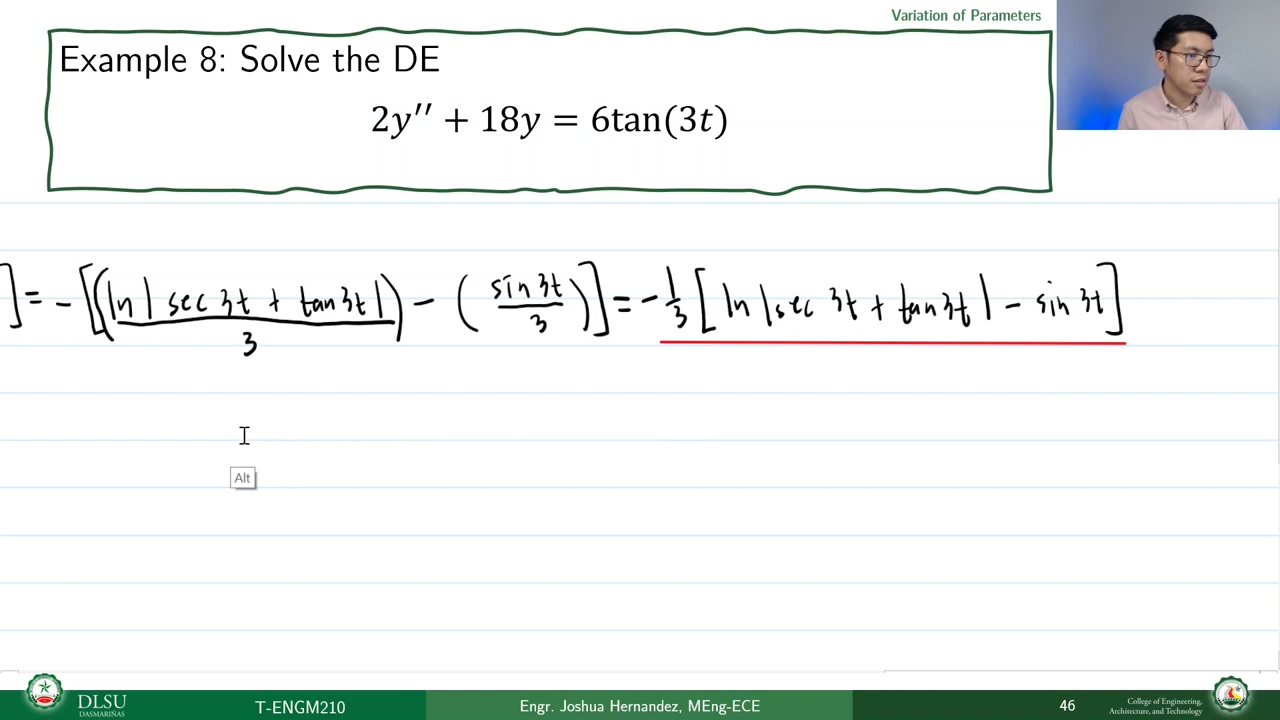 Variation of Parameters
Example 8: Solve the DE
2y′′ + 18y = 6tan(3t)
] = - [(ln | sec 3t + tan 3t | / 3) - (sin 3t / 3)] = - 1/3 [ln |sec 3t + tan 3t | - sin 3t]
Alt
DLSU
DASMARIÑAS
T-ENGM210
Engr. Joshua Hernandez, MEng-ECE
46
College of Engineering,
Architecture, and Technology